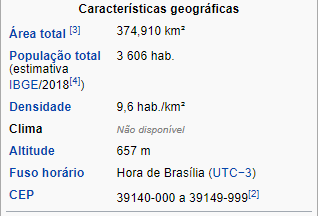 Características geográficas
Área total [3] 374,910 km²
População total 3 606 hab.
(estimativa
IBGE/2018[4])
Densidade 9,6 hab./km²
Clima Não disponível
Altitude 657 m
Fuso horário Hora de Brasília (UTC−3)
CEP 39140-000 a 39149-999[2]